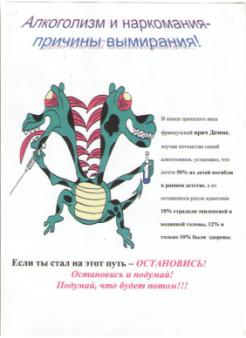 Алкоголизм и наркомания-
причины вымирания!
В конце прошлого века
французский врач Демме,
изучая потомство семей
алкоголиков, установил, что
почти 50% их детей погибли
в раннем детстве, а из
оставшихся росли идиотами
10% страдали эпилепсией и
водянкой головы, 12% и
только 10% были здоровы.
Если ты стал на этот путь – ОСТАНОВИСЬ!
Остановись и подумай!
Подумай, что будет потом!!!